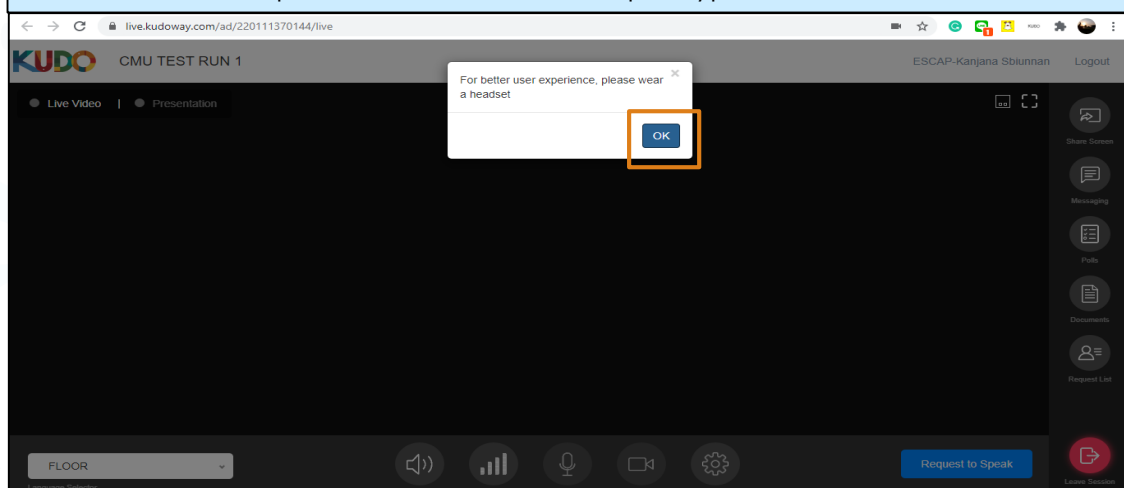 live.kudoway.com/ad/220111370144/live
KUDO
CMU TEST RUN 1
ESCAP-Kanjana Sbiunnan
Logout
For better user experience, please wear
a headset
×
OK
Live Video | Presentation
Share Screen
Messaging
Polls
Documents
Request List
FLOOR
Language Selector
Request to Speak
Leave Session